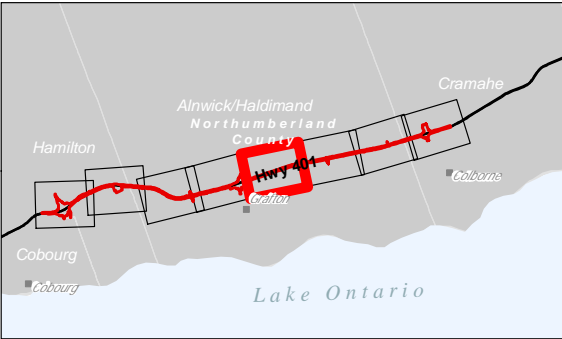 Cramahe
Alnwick/Haldimand
Northumberland
County
Hamilton
Hwy 401
Colborne
Grafton
Cobourg
Cobourg
Lake Ontario